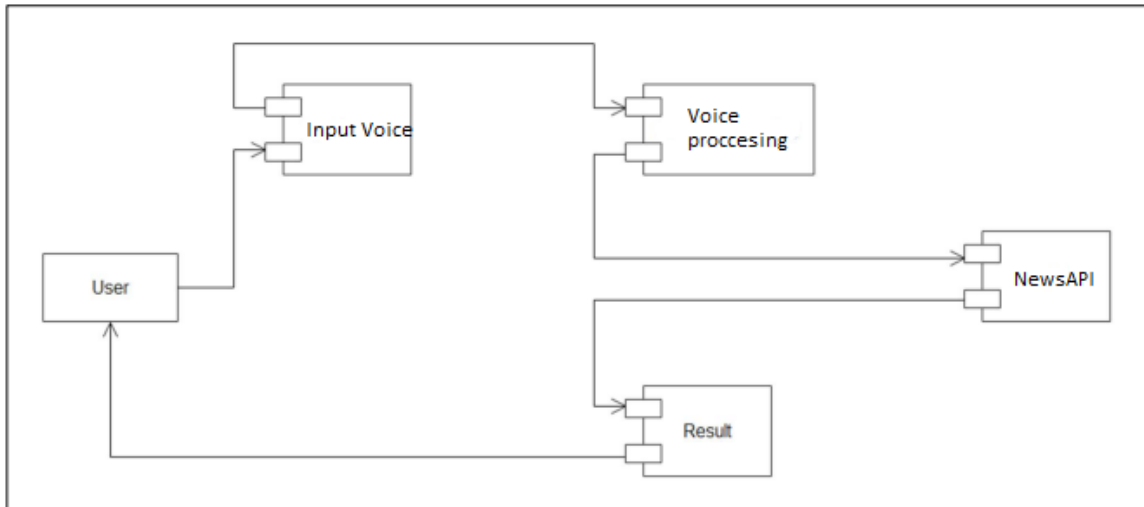 Input Voice
Voice
proccesing
User
NewsAPI
Result